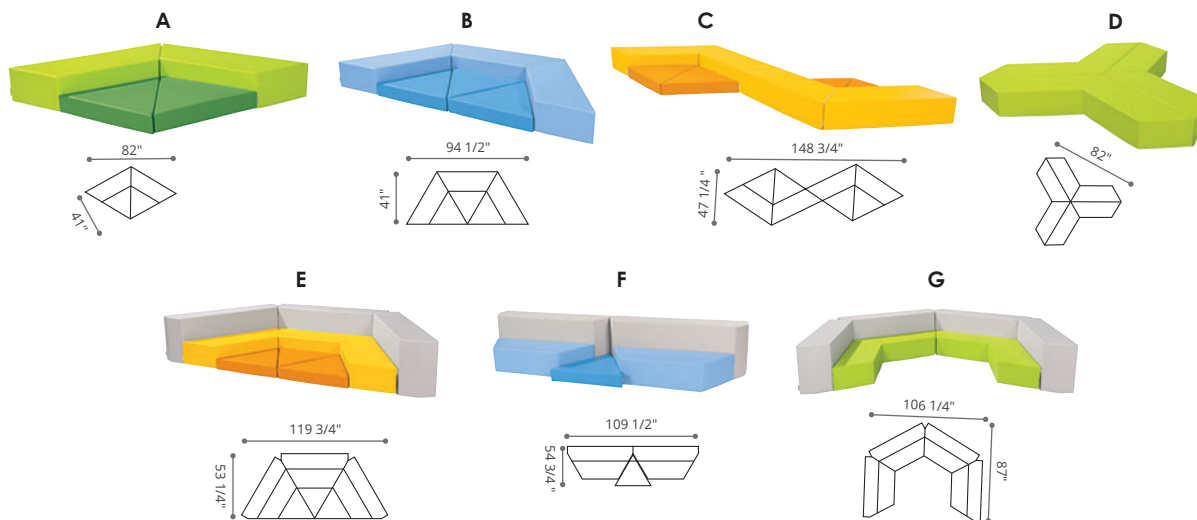 A
B
C
D
82"
41"
94 1/2"
41"
148 3/4"
47 1/4 "
82"
E
F
G
119 3/4"
53 1/4"
109 1/2"
54 3/4 "
106 1/4"
87"